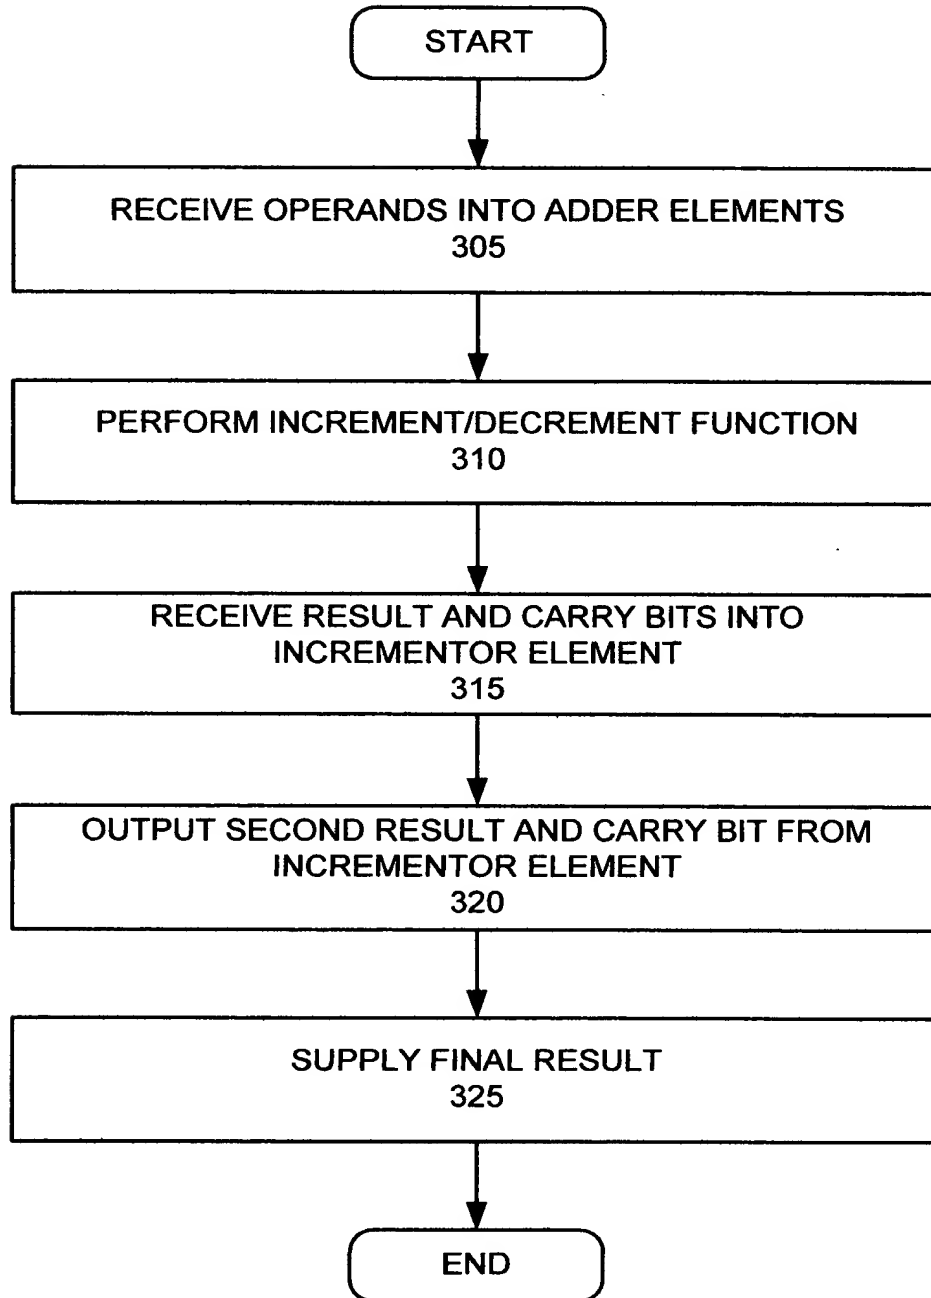 START
RECEIVE OPERANDS INTO ADDER ELEMENTS
305
PERFORM INCREMENT/DECREMENT FUNCTION
310
RECEIVE RESULT AND CARRY BITS INTO
INCREMENTOR ELEMENT
315
OUTPUT SECOND RESULT AND CARRY BIT FROM
INCREMENTOR ELEMENT
320
SUPPLY FINAL RESULT
325
END